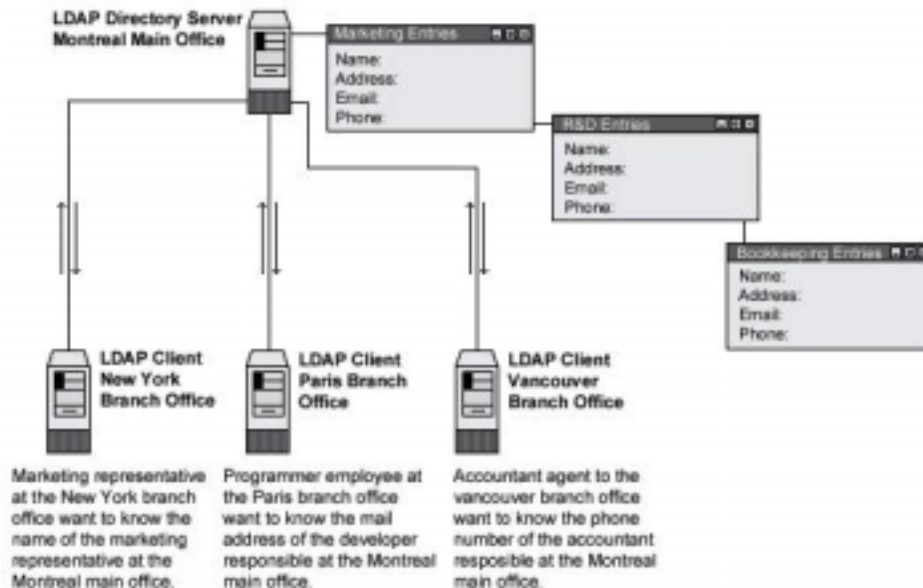 LDAP Directory Server
Montreal Main Office
Marketing Entries
Name:
Address:
Email:
Phone:
R&D Entries
Name:
Address:
Email:
Phone:
Bookkeeping Entries
Name:
Address:
Email:
Phone:
LDAP Client
New York
Branch Office
LDAP Client
Paris Branch
Office
LDAP Client
Vancouver
Branch Office
Marketing representative
at the New York branch
office want to know the
name of the marketing
representative at the
Montreal main office.
Programmer employee at
the Paris branch office
want to know the mail
address of the developer
responsible at the Montreal
main office.
Accountant agent to the
vancouver branch office
want to know the phone
number of the accountant
resposible at the Montreal
main office.